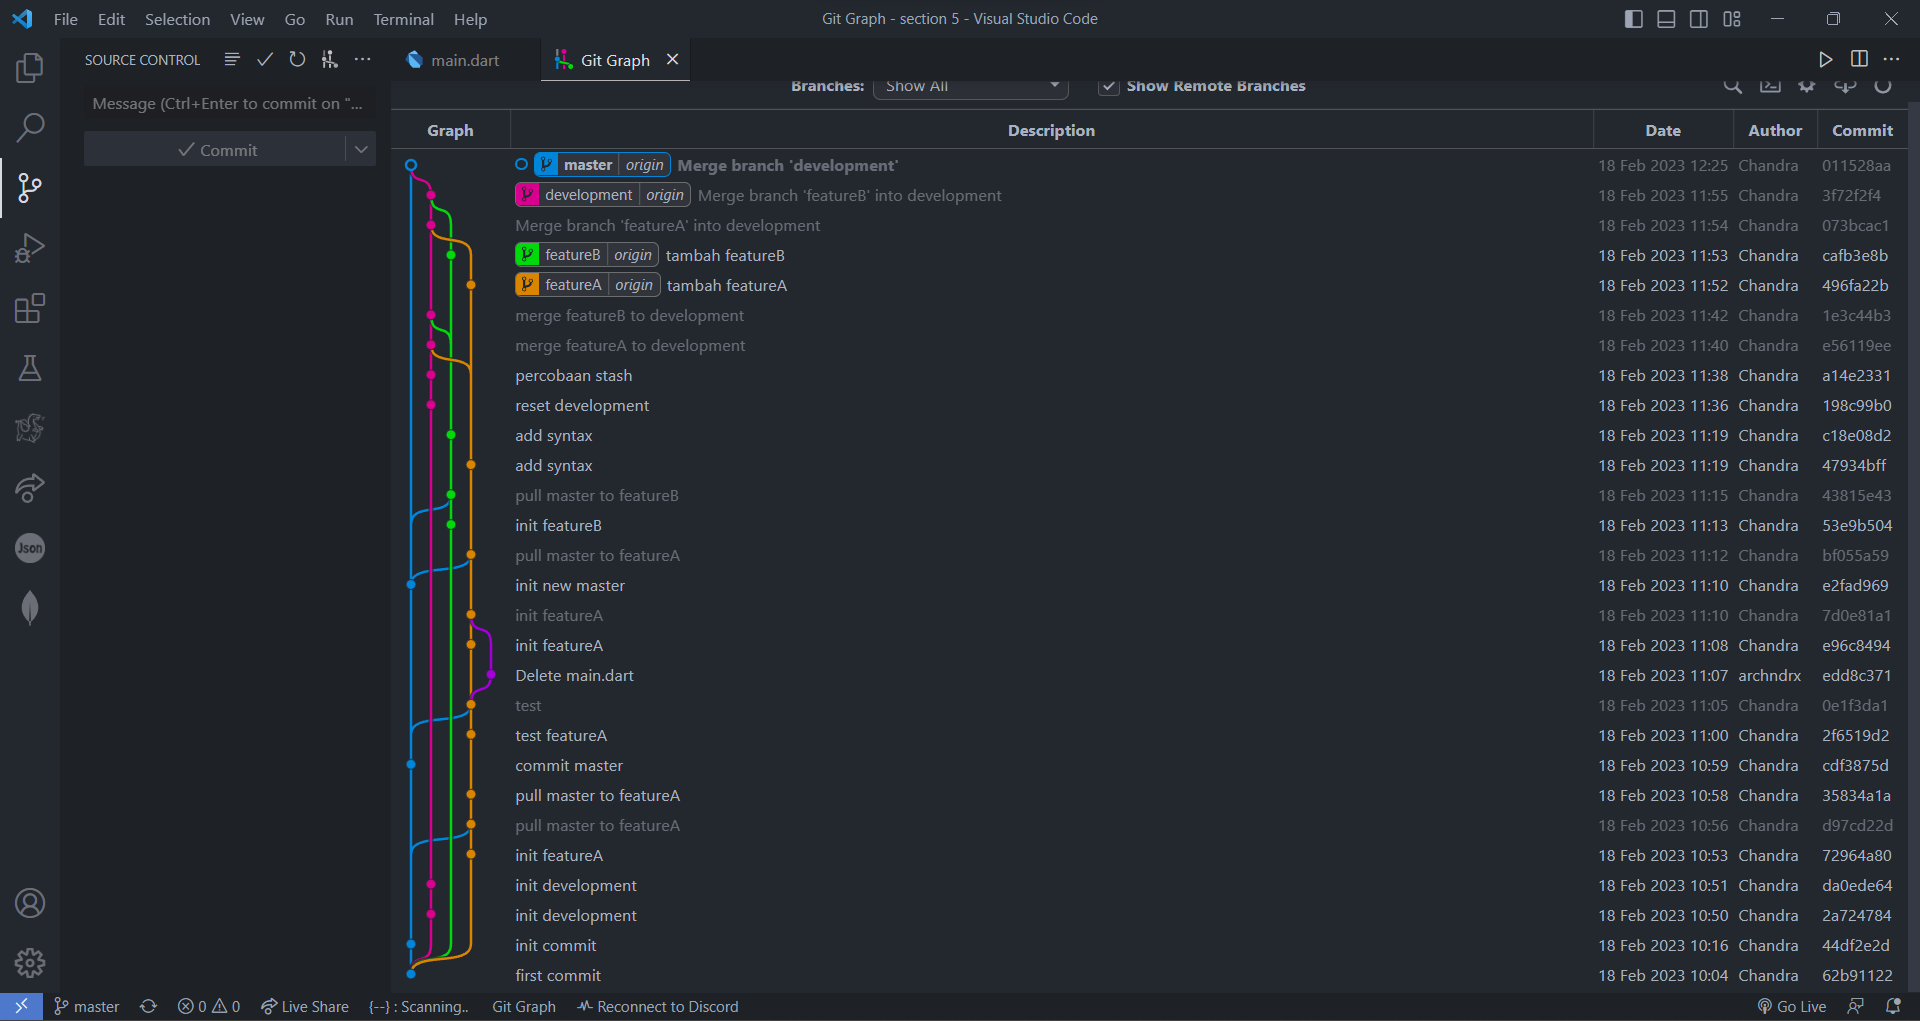 File Edit Selection View Go Run Terminal Help
Git Graph - section 5 - Visual Studio Code
SOURCE CONTROL
main.dart
Git Graph
Message (Ctrl+Enter to commit on "...
Commit
Branches: Show All Show Remote Branches
Graph Description Date Author Commit
master origin Merge branch 'development' 18 Feb 2023 12:25 Chandra 011528aa
development origin Merge branch 'featureB' into development 18 Feb 2023 11:55 Chandra 3f72f2f4
Merge branch 'featureA' into development 18 Feb 2023 11:54 Chandra 073bcac1
featureB origin tambah featureB 18 Feb 2023 11:53 Chandra cafb3e8b
featureA origin tambah featureA 18 Feb 2023 11:52 Chandra 496fa22b
merge featureB to development 18 Feb 2023 11:42 Chandra 1e3c44b3
merge featureA to development 18 Feb 2023 11:40 Chandra e56119ee
percobaan stash 18 Feb 2023 11:38 Chandra a14e2331
reset development 18 Feb 2023 11:36 Chandra 198c99b0
add syntax 18 Feb 2023 11:19 Chandra c18e08d2
add syntax 18 Feb 2023 11:19 Chandra 47934bff
pull master to featureB 18 Feb 2023 11:15 Chandra 43815e43
init featureB 18 Feb 2023 11:13 Chandra 53e9b504
pull master to featureA 18 Feb 2023 11:12 Chandra bf055a59
init new master 18 Feb 2023 11:10 Chandra e2fad969
init featureA 18 Feb 2023 11:10 Chandra 7d0e81a1
init featureA 18 Feb 2023 11:08 Chandra e96c8494
Delete main.dart 18 Feb 2023 11:07 archndrx edd8c371
test 18 Feb 2023 11:05 Chandra 0e1f3da1
test featureA 18 Feb 2023 11:00 Chandra 2f6519d2
commit master 18 Feb 2023 10:59 Chandra cdf3875d
pull master to featureA 18 Feb 2023 10:58 Chandra 35834a1a
pull master to featureA 18 Feb 2023 10:56 Chandra d97cd22d
init featureA 18 Feb 2023 10:53 Chandra 72964a80
init development 18 Feb 2023 10:51 Chandra da0ede64
init development 18 Feb 2023 10:50 Chandra 2a724784
init commit 18 Feb 2023 10:16 Chandra 44df2e2d
first commit 18 Feb 2023 10:04 Chandra 62b91122
Json
master 0 0 Live Share {--} : Scanning.. Git Graph Reconnect to Discord Go Live